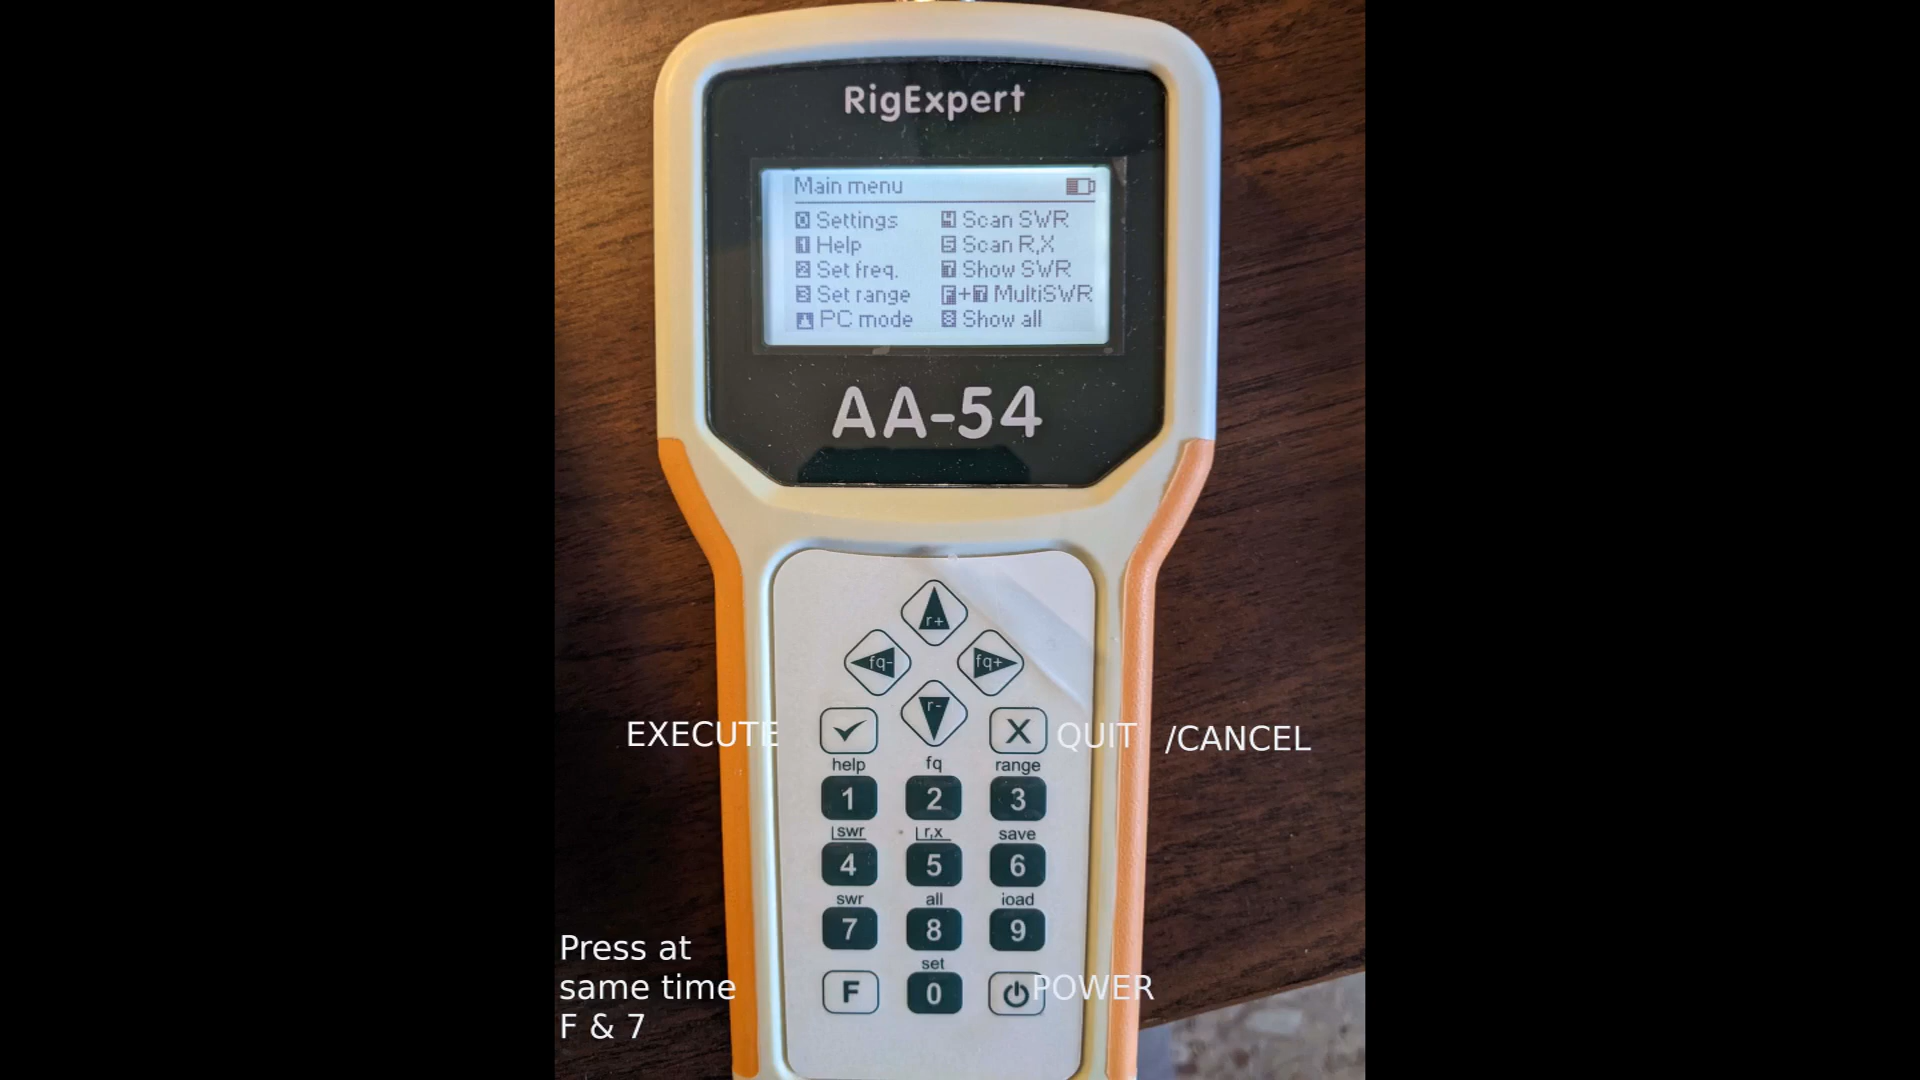 RigExpert
Main menu
0 Settings 4 Scan SWR
1 Help 5 Scan R,X
2 Set freq. 7 Show SWR
3 Set range F+7 MultiSWR
PC mode 8 Show all
AA-54
r+
fq- fq+
r-
EXECUTE X QUIT /CANCEL
help fq range
1 2 3
swr r,x save
4 5 6
swr all ioad
7 8 9
set
F 0 POWER
Press at
same time
F & 7